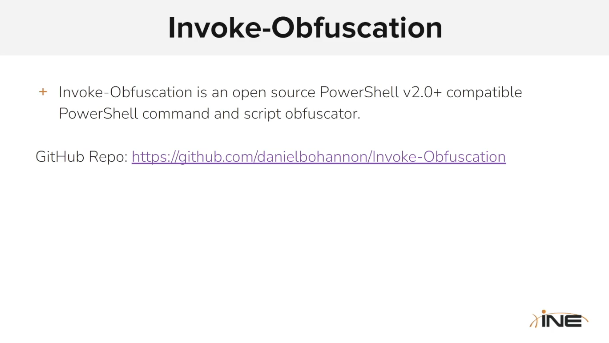 Invoke-Obfuscation
+ Invoke-Obfuscation is an open source PowerShell v2.0+ compatible
PowerShell command and script obfuscator.
GitHub Repo: https://github.com/danielbohannon/Invoke-Obfuscation
INE